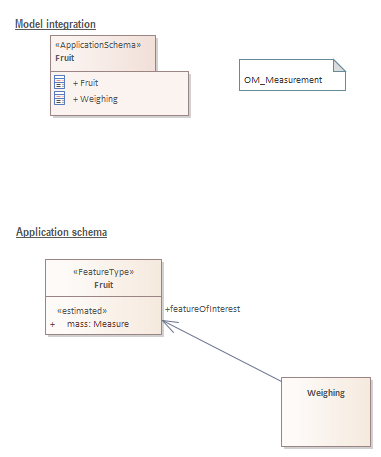 Model integration
«ApplicationSchema»
Fruit
+ Fruit
+ Weighing
OM_Measurement
Application schema
«FeatureType»
Fruit
«estimated»
+ mass: Measure
+featureOfInterest
Weighing